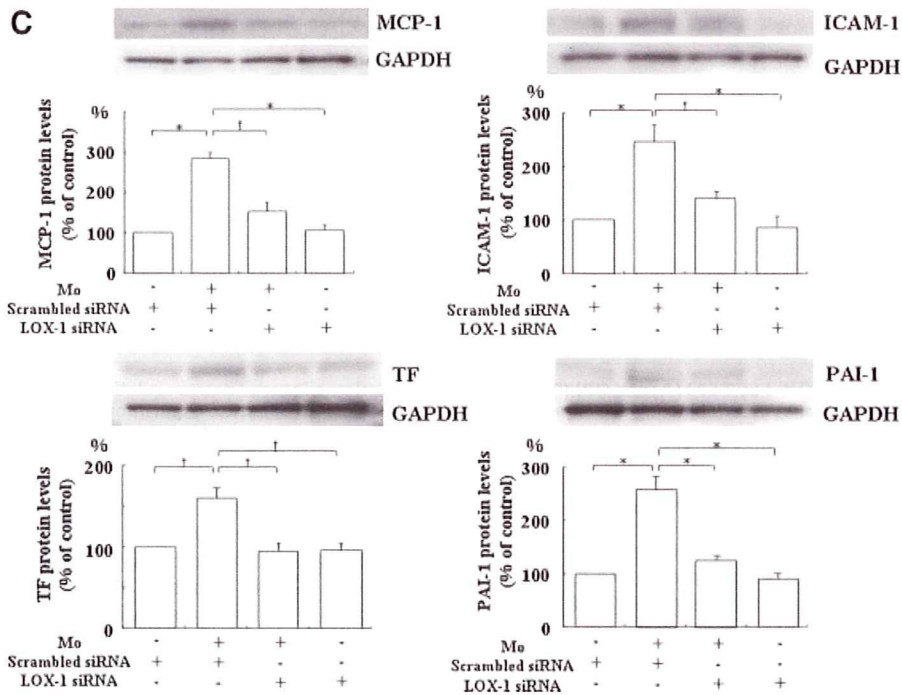 C
MCP-1
GAPDH
%
* † *
MCP-1 protein levels
(% of control)
300
200
100
0
Mo - + + -
Scrambled siRNA + + - -
LOX-1 siRNA - - + +
ICAM-1
GAPDH
%
* † *
ICAM-1 protein levels
(% of control)
300
200
100
0
Mo - + + -
Scrambled siRNA + + - -
LOX-1 siRNA - - + +
TF
GAPDH
%
† † †
TF protein levels
(% of control)
200
100
0
Mo - + + -
Scrambled siRNA + + - -
LOX-1 siRNA - - + +
PAI-1
GAPDH
%
* * *
PAI-1 protein levels
(% of control)
300
200
100
0
Mo - + + -
Scrambled siRNA + + - -
LOX-1 siRNA - - + +